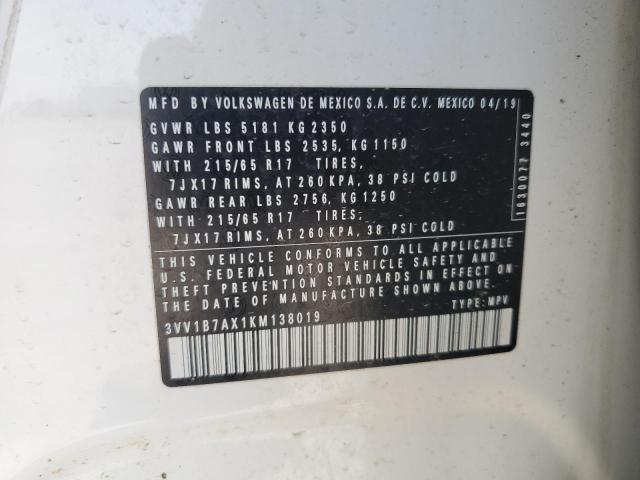 MFD BY VOLKSWAGEN DE MEXICO S.A. DE C.V. MEXICO 04/19
GVWR LBS 5181 KG 2350
GAWR FRONT LBS 2535, KG 1150
WITH 215/65 R17 TIRES,
7JX17 RIMS, AT 260 KPA, 38 PSI COLD
GAWR REAR LBS 2756, KG 1250
WITH 215/65 R17 TIRES,
7JX17 RIMS, AT 260 KPA, 38 PSI COLD
THIS VEHICLE CONFORMS TO ALL APPLICABLE
U.S. FEDERAL MOTOR VEHICLE SAFETY AND
THEFT PREVENTION STANDARDS IN EFFECT ON
THE DATE OF MANUFACTURE SHOWN ABOVE.
3VV1B7AX1KM138019
TYPE: MPV
1630077 3440